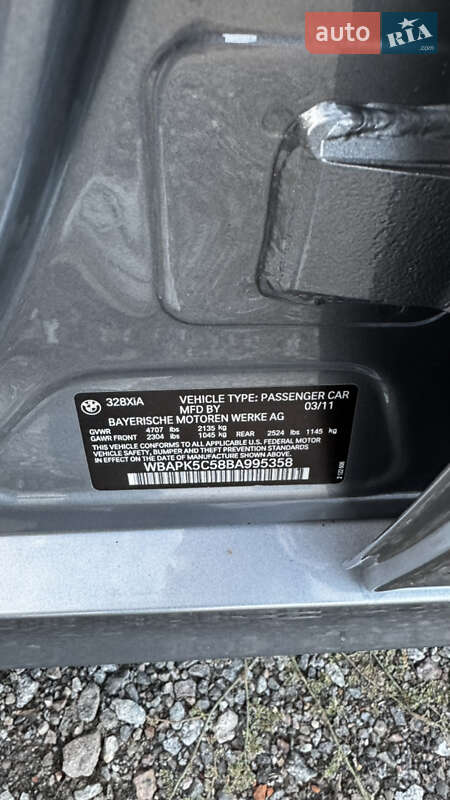 auto RIA
.com
328XiA VEHICLE TYPE: PASSENGER CAR
MFD BY 03/11
BAYERISCHE MOTOREN WERKE AG
GVWR 4707 lbs 2135 kg
GAWR FRONT 2304 lbs 1045 kg REAR 2524 lbs 1145 kg
THIS VEHICLE CONFORMS TO ALL APPLICABLE U.S. FEDERAL MOTOR
VEHICLE SAFETY, BUMPER AND THEFT PREVENTION STANDARDS
IN EFFECT ON THE DATE OF MANUFACTURE SHOWN ABOVE.
WBAPK5C58BA995358